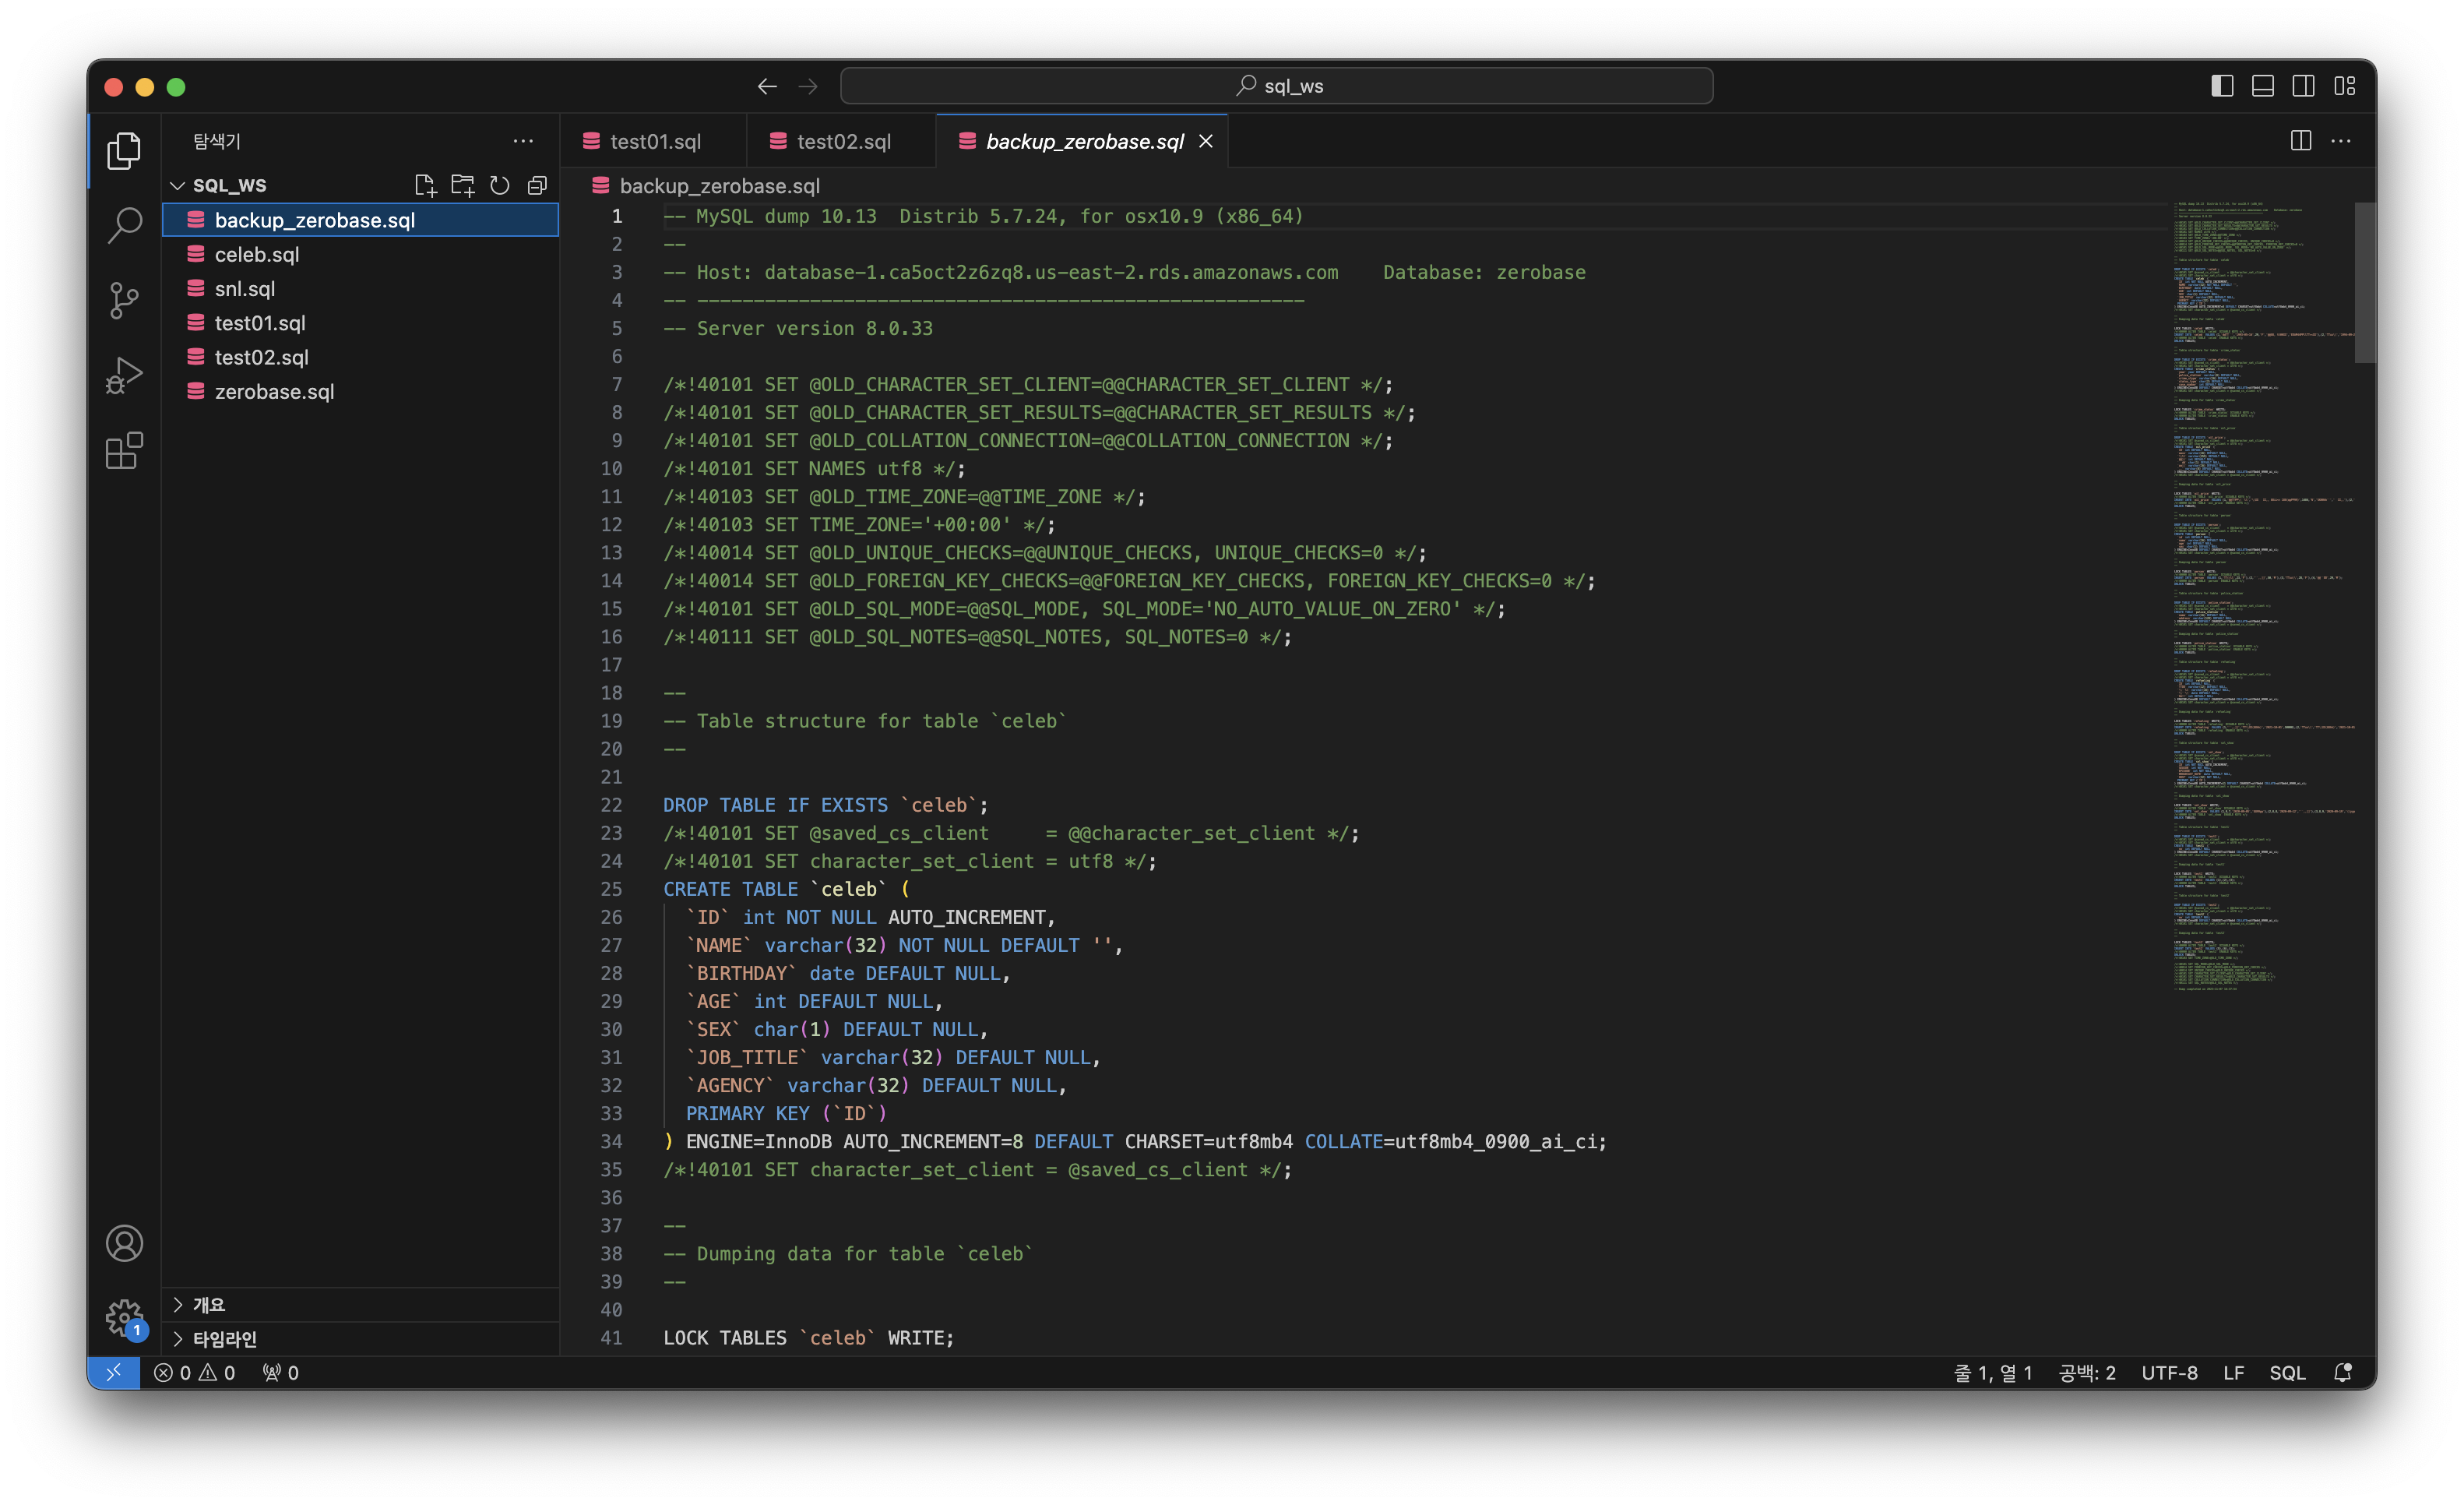 sql_ws
탐색기
SQL_WS
backup_zerobase.sql
celeb.sql
snl.sql
test01.sql
test02.sql
zerobase.sql
개요
타임라인
test01.sql
test02.sql
backup_zerobase.sql
backup_zerobase.sql
1 -- MySQL dump 10.13  Distrib 5.7.24, for osx10.9 (x86_64)
2 --
3 -- Host: database-1.ca5oct2z6zq8.us-east-2.rds.amazonaws.com    Database: zerobase
4 -- ------------------------------------------------------
5 -- Server version 8.0.33
6
7 /*!40101 SET @OLD_CHARACTER_SET_CLIENT=@@CHARACTER_SET_CLIENT */;
8 /*!40101 SET @OLD_CHARACTER_SET_RESULTS=@@CHARACTER_SET_RESULTS */;
9 /*!40101 SET @OLD_COLLATION_CONNECTION=@@COLLATION_CONNECTION */;
10 /*!40101 SET NAMES utf8 */;
11 /*!40103 SET @OLD_TIME_ZONE=@@TIME_ZONE */;
12 /*!40103 SET TIME_ZONE='+00:00' */;
13 /*!40014 SET @OLD_UNIQUE_CHECKS=@@UNIQUE_CHECKS, UNIQUE_CHECKS=0 */;
14 /*!40014 SET @OLD_FOREIGN_KEY_CHECKS=@@FOREIGN_KEY_CHECKS, FOREIGN_KEY_CHECKS=0 */;
15 /*!40101 SET @OLD_SQL_MODE=@@SQL_MODE, SQL_MODE='NO_AUTO_VALUE_ON_ZERO' */;
16 /*!40111 SET @OLD_SQL_NOTES=@@SQL_NOTES, SQL_NOTES=0 */;
17
18 --
19 -- Table structure for table `celeb`
20 --
21
22 DROP TABLE IF EXISTS `celeb`;
23 /*!40101 SET @saved_cs_client     = @@character_set_client */;
24 /*!40101 SET character_set_client = utf8 */;
25 CREATE TABLE `celeb` (
26   `ID` int NOT NULL AUTO_INCREMENT,
27   `NAME` varchar(32) NOT NULL DEFAULT '',
28   `BIRTHDAY` date DEFAULT NULL,
29   `AGE` int DEFAULT NULL,
30   `SEX` char(1) DEFAULT NULL,
31   `JOB_TITLE` varchar(32) DEFAULT NULL,
32   `AGENCY` varchar(32) DEFAULT NULL,
33   PRIMARY KEY (`ID`)
34 ) ENGINE=InnoDB AUTO_INCREMENT=8 DEFAULT CHARSET=utf8mb4 COLLATE=utf8mb4_0900_ai_ci;
35 /*!40101 SET character_set_client = @saved_cs_client */;
36
37 --
38 -- Dumping data for table `celeb`
39 --
40
41 LOCK TABLES `celeb` WRITE;
1
0 0 0
줄 1, 열 1 공백: 2 UTF-8 LF SQL